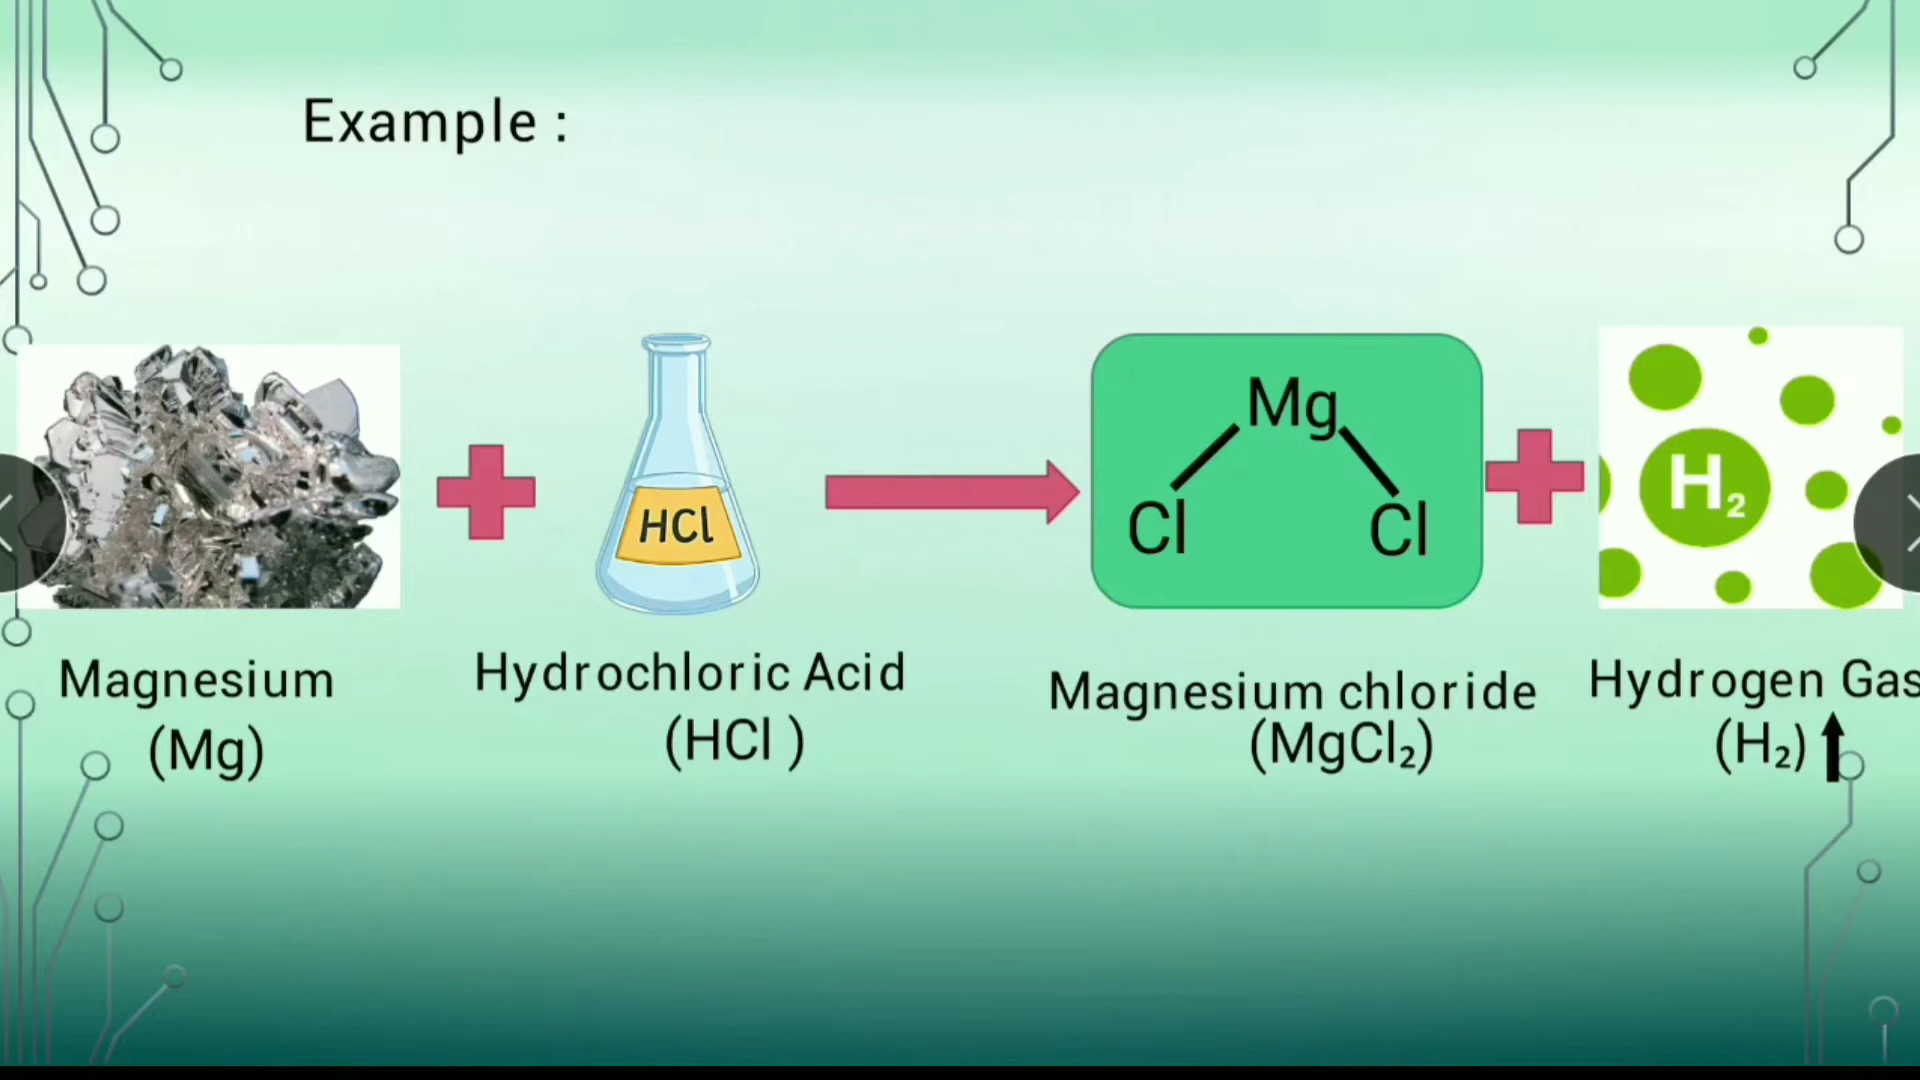 Example :
HCl
Mg
Cl Cl
H₂
Magnesium
(Mg)
Hydrochloric Acid
(HCl )
Magnesium chloride
(MgCl₂)
Hydrogen Gas
(H₂)